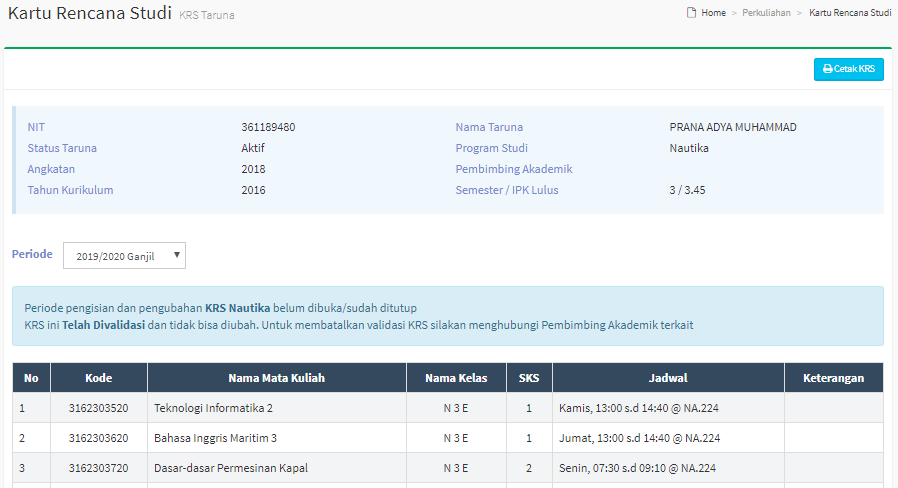 Kartu Rencana Studi KRS Taruna
Home > Perkuliahan > Kartu Rencana Studi
Cetak KRS
NIT 361189480 Nama Taruna PRANA ADYA MUHAMMAD
Status Taruna Aktif Program Studi Nautika
Angkatan 2018 Pembimbing Akademik
Tahun Kurikulum 2016 Semester / IPK Lulus 3 / 3.45
Periode 2019/2020 Ganjil
Periode pengisian dan pengubahan KRS Nautika belum dibuka/sudah ditutup
KRS ini Telah Divalidasi dan tidak bisa diubah. Untuk membatalkan validasi KRS silakan menghubungi Pembimbing Akademik terkait
No Kode Nama Mata Kuliah Nama Kelas SKS Jadwal Keterangan
1 3162303520 Teknologi Informatika 2 N 3 E 1 Kamis, 13:00 s.d 14:40 @ NA.224
2 3162303620 Bahasa Inggris Maritim 3 N 3 E 1 Jumat, 13:00 s.d 14:40 @ NA.224
3 3162303720 Dasar-dasar Permesinan Kapal N 3 E 2 Senin, 07:30 s.d 09:10 @ NA.224